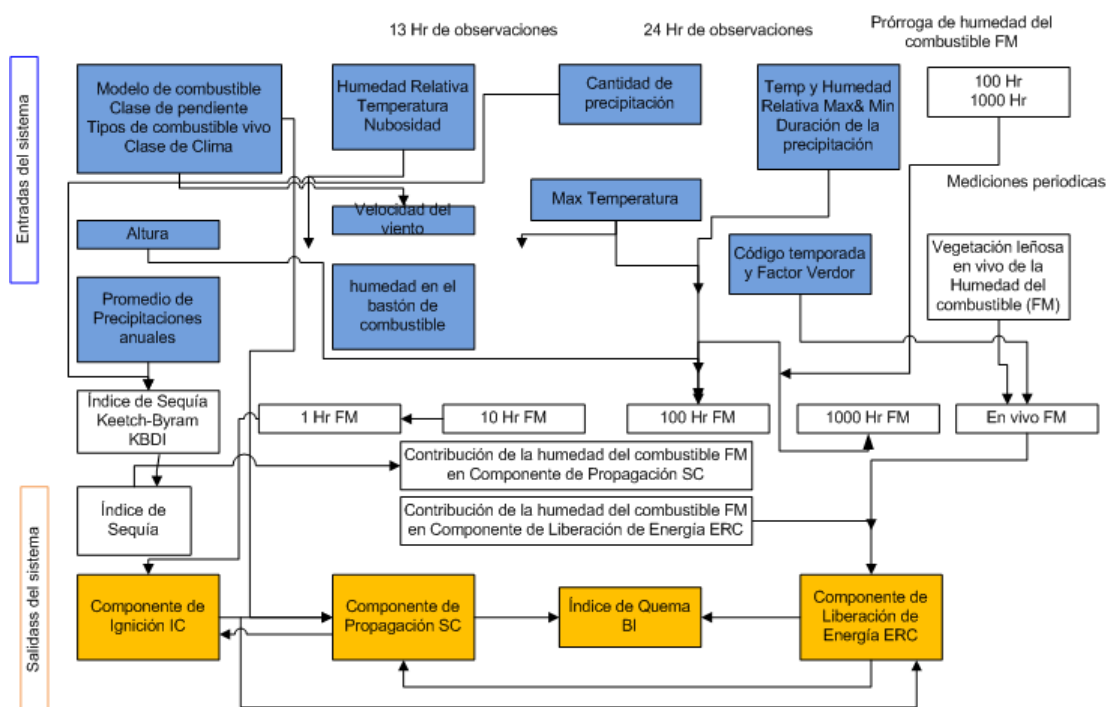 13 Hr de observaciones
24 Hr de observaciones
Prórroga de humedad del
combustible FM
Entradas del sistema
Modelo de combustible
Clase de pendiente
Tipos de combustible vivo
Clase de Clima
Humedad Relativa
Temperatura
Nubosidad
Cantidad de
precipitación
Temp y Humedad
Relativa Max& Min
Duración de la
precipitación
100 Hr
1000 Hr
Mediciones periodicas
Altura
Velocidad del
viento
Max Temperatura
Código temporada
y Factor Verdor
Vegetación leñosa
en vivo de la
Humedad del
combustible (FM)
Promedio de
Precipitaciones
anuales
humedad en el
bastón de
combustible
Índice de Sequía
Keetch-Byram
KBDI
1 Hr FM
10 Hr FM
100 Hr FM
1000 Hr FM
En vivo FM
Contribución de la humedad del combustible FM
en Componente de Propagación SC
Salidass del sistema
Índice de
Sequía
Contribución de la humedad del combustible FM
en Componente de Liberación de Energía ERC
Componente de
Ignición IC
Componente de
Propagación SC
Índice de Quema
BI
Componente de
Liberación de
Energía ERC